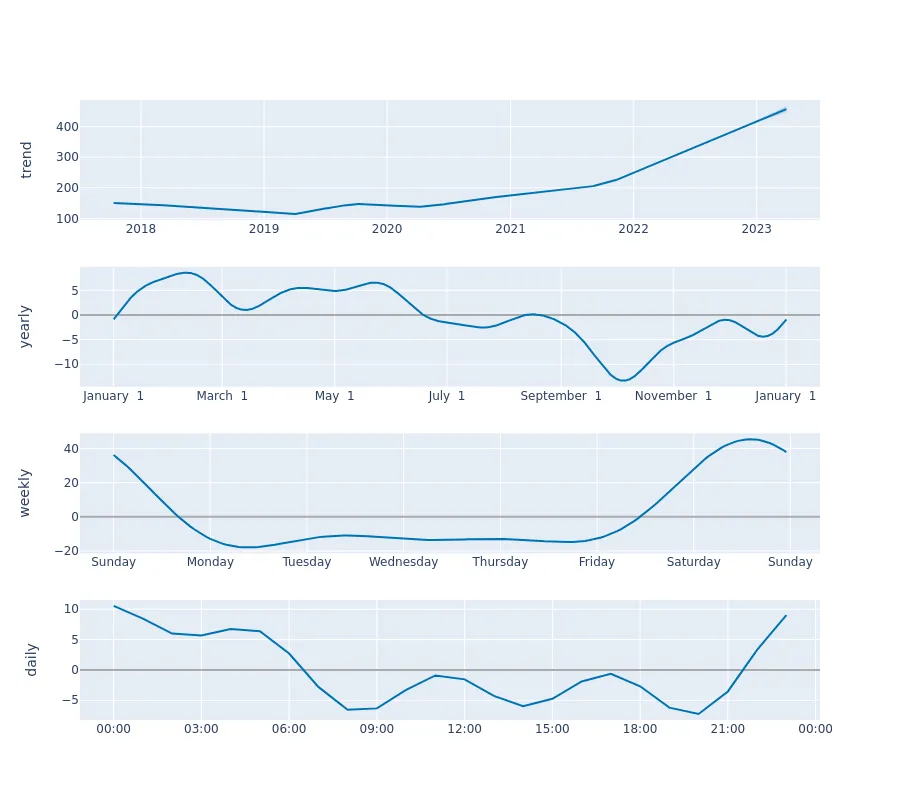 trend
400
300
200
100
2018 2019 2020 2021 2022 2023
yearly
5
0
−5
−10
January 1 March 1 May 1 July 1 September 1 November 1 January 1
weekly
40
20
0
−20
Sunday Monday Tuesday Wednesday Thursday Friday Saturday Sunday
daily
10
5
0
−5
00:00 03:00 06:00 09:00 12:00 15:00 18:00 21:00 00:00